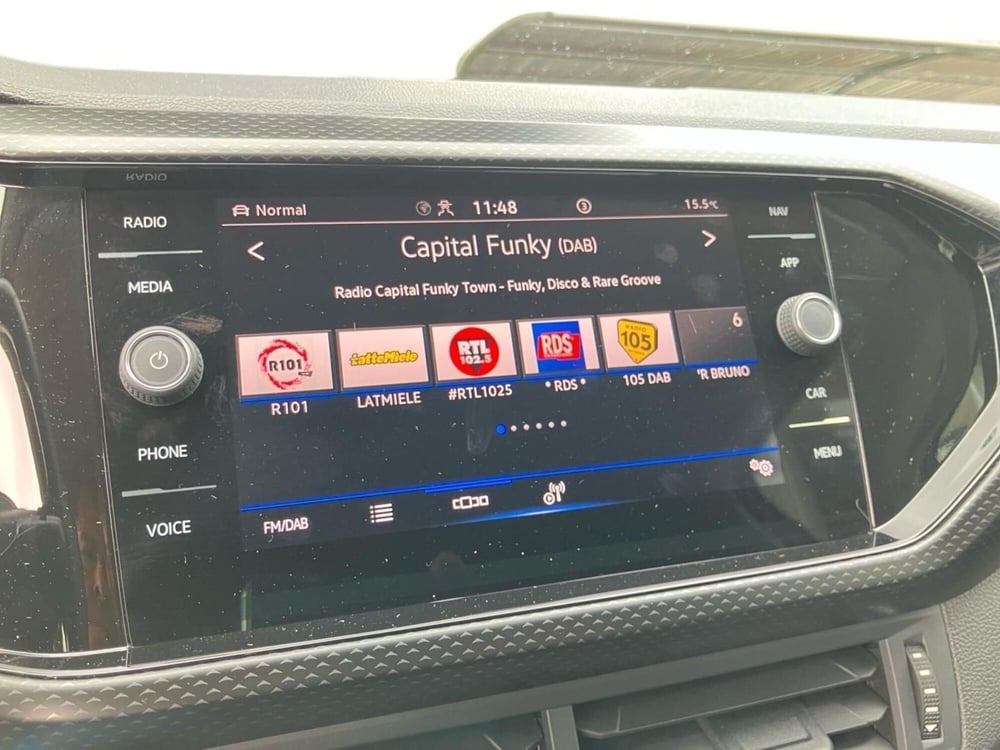 RADIO
MEDIA
PHONE
VOICE
Normal 11:48 3 15.5°C
Capital Funky (DAB)
Radio Capital Funky Town - Funky, Disco & Rare Groove
R101
LatteMiele
RTL
102.5
RDS
RADIO
105
6
R101 LATMIELE #RTL1025 * RDS * 105 DAB 'R BRUNO
FM/DAB
NAV
APP
CAR
MENU